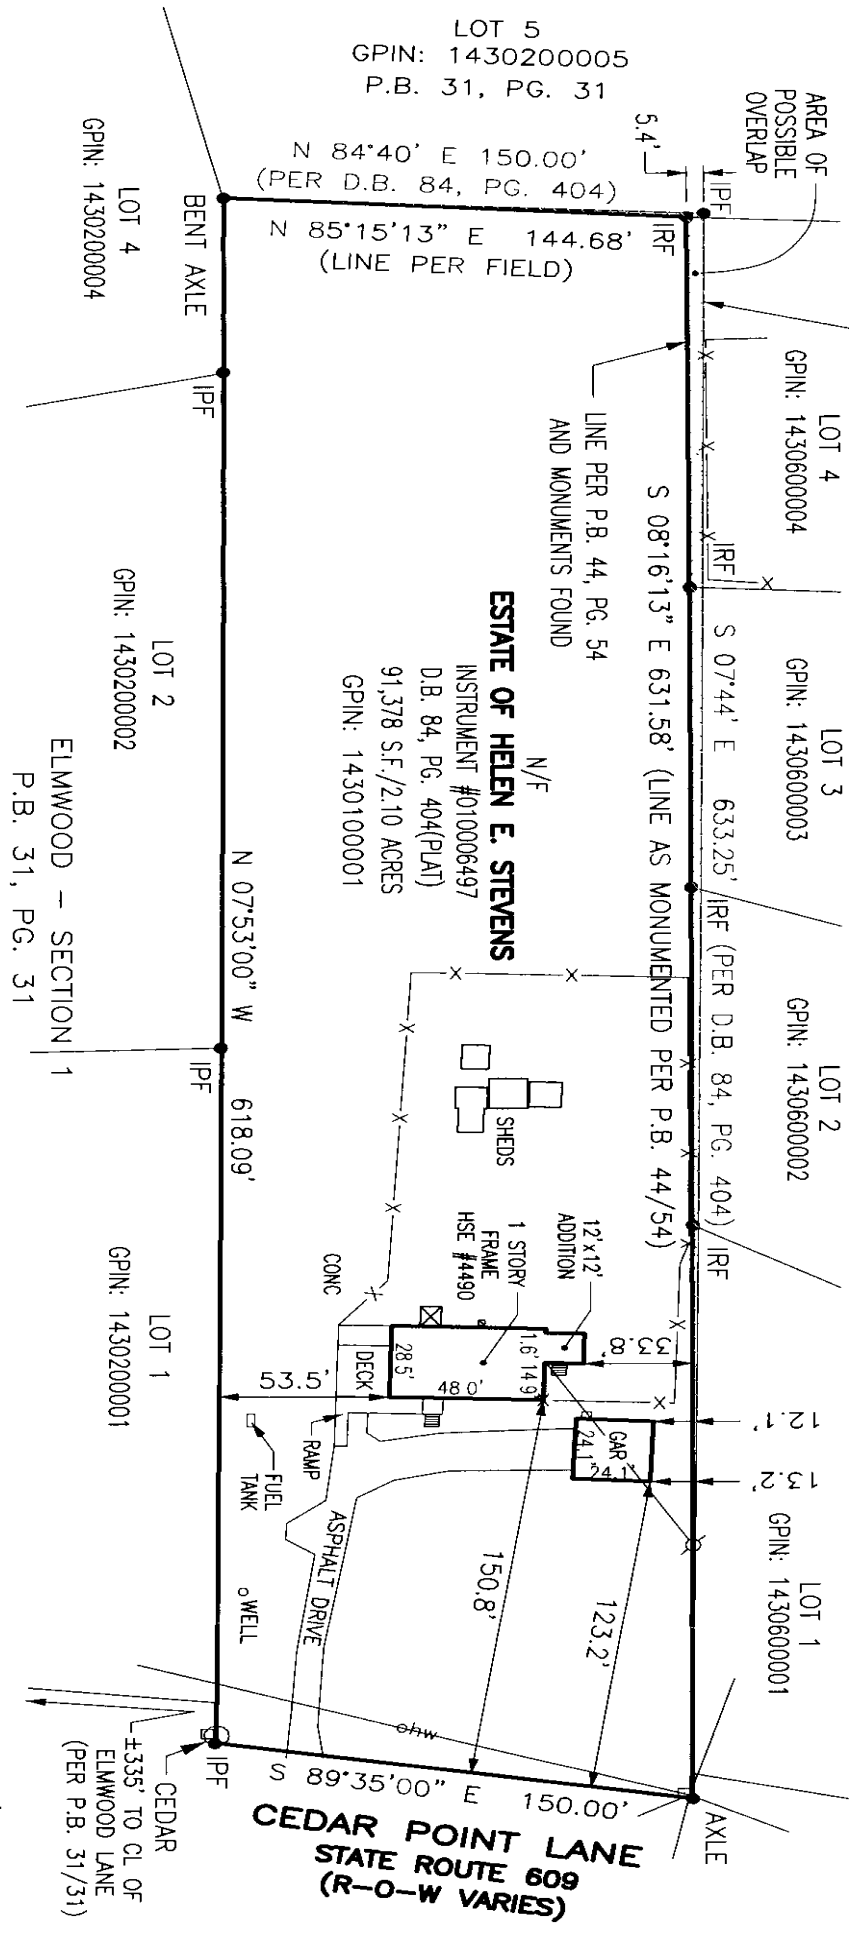 LOT 5
GPIN: 1430200005
P.B. 31, PG. 31
AREA OF
POSSIBLE
OVERLAP
5.4'
IPF
N 84°40' E 150.00'
(PER D.B. 84, PG. 404)
N 85°15'13" E 144.68'
(LINE PER FIELD)
IRF
BENT AXLE
LOT 4
GPIN: 1430200004
IPF
LOT 4
GPIN: 1430600004
LINE PER P.B. 44, PG. 54
AND MONUMENTS FOUND
IRF
S 08°16'13" E 631.58' (LINE AS MONUMENTED PER P.B. 44/54)
S 07°44' E 633.25' (PER D.B. 84, PG. 404)
IRF
IRF
LOT 3
GPIN: 1430600003
LOT 2
GPIN: 1430600002
LOT 1
GPIN: 1430600001
N/F
ESTATE OF HELEN E. STEVENS
INSTRUMENT #010006497
D.B. 84, PG. 404(PLAT)
91,378 S.F./2.10 ACRES
GPIN: 1430100001
LOT 2
GPIN: 1430200002
ELMWOOD – SECTION 1
P.B. 31, PG. 31
N 07°53'00" W 618.09'
IPF
LOT 1
GPIN: 1430200001
SHEDS
12'x12'
ADDITION
1 STORY
FRAME
HSE #4490
CONC
DECK
28.5'
48.0'
1.6'
14.9'
33.8'
53.5'
12.1'
13.2'
GAR
24.1'
24.1'
RAMP
FUEL
TANK
ASPHALT DRIVE
WELL
150.8'
123.2'
ohw
CEDAR
IPF
±335' TO CL OF
ELMWOOD LANE
(PER P.B. 31/31)
S 89°35'00" E 150.00'
AXLE
CEDAR POINT LANE
STATE ROUTE 609
(R–O–W VARIES)